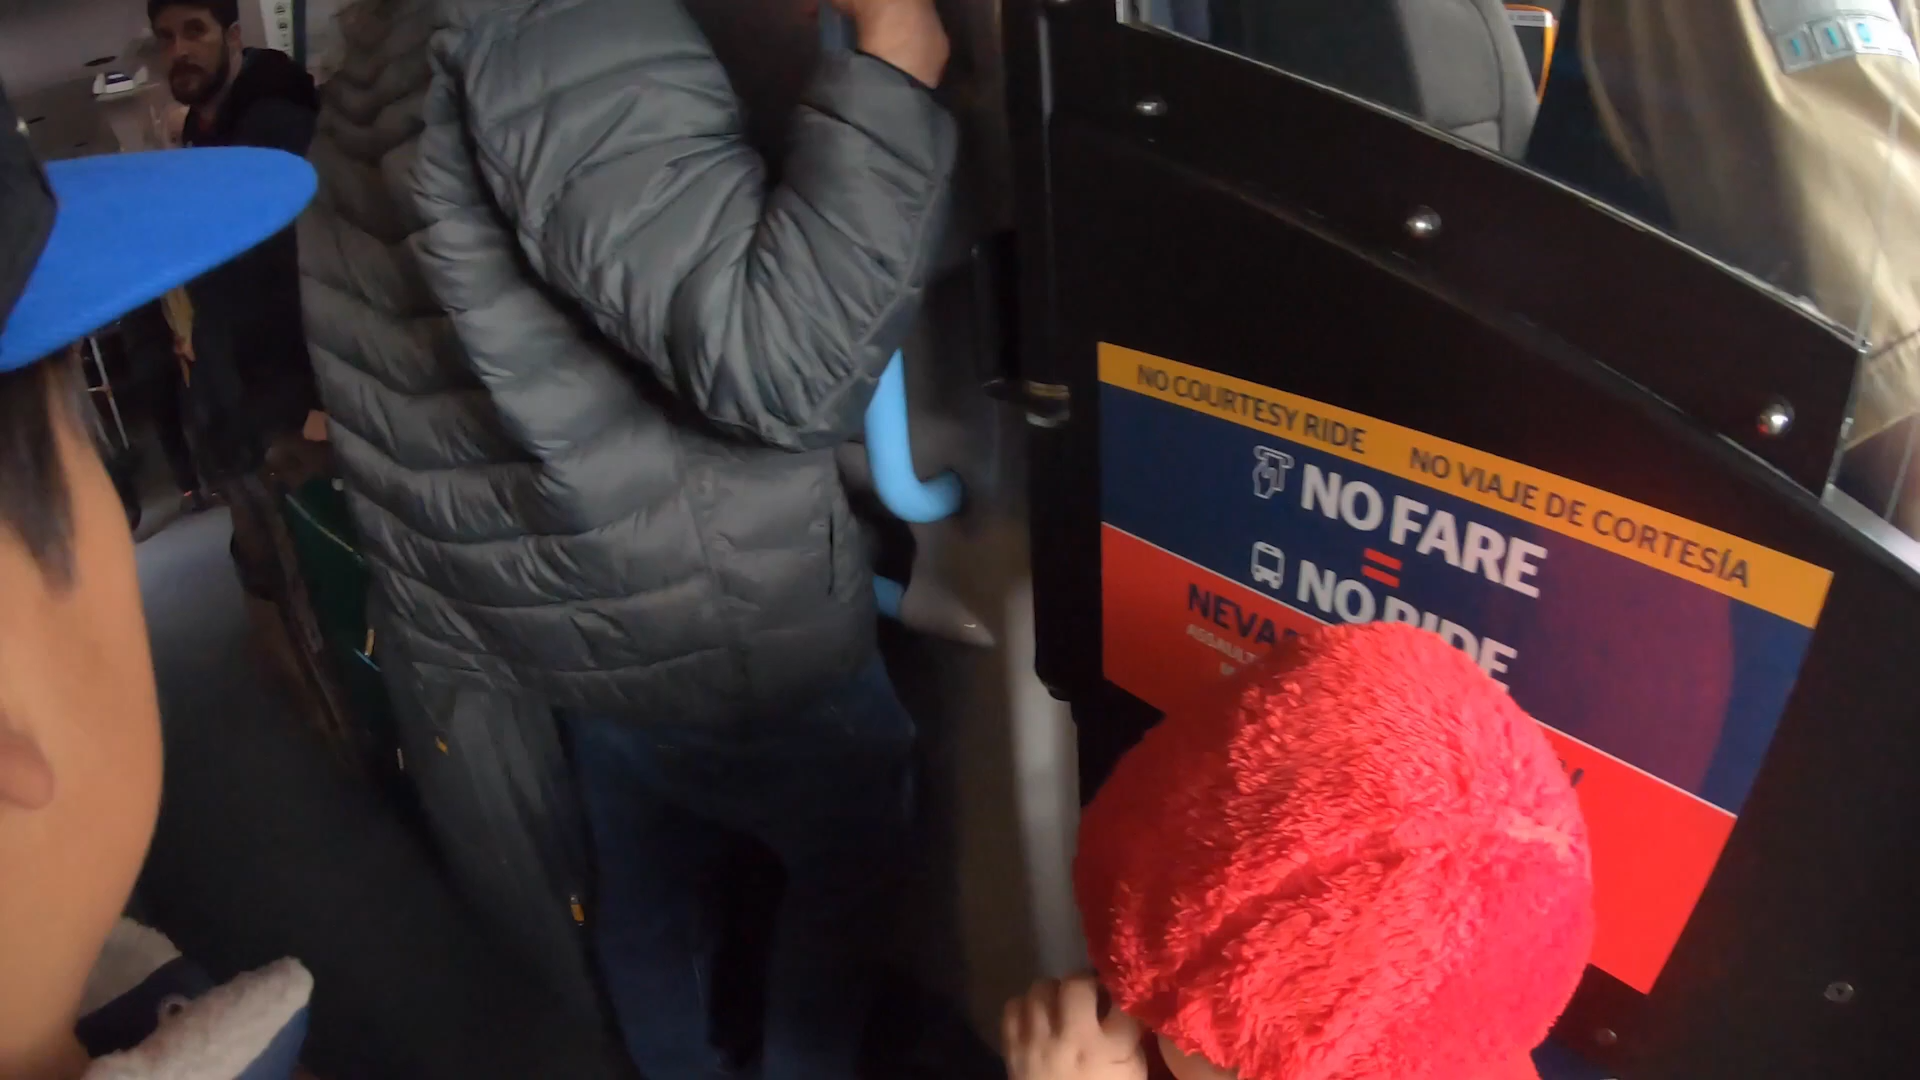 NO COURTESY RIDE NO VIAJE DE CORTESÍA
NO FARE
=
NO RIDE